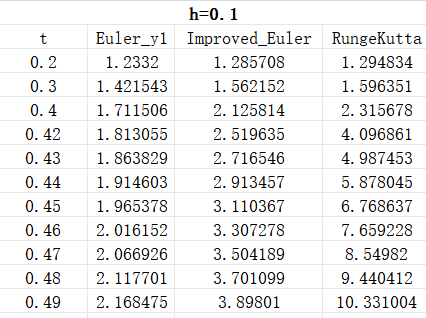 h=0.1
t Euler_y1 Improved_Euler RungeKutta
0.2 1.2332 1.285708 1.294834
0.3 1.421543 1.562152 1.596351
0.4 1.711506 2.125814 2.315678
0.42 1.813055 2.519635 4.096861
0.43 1.863829 2.716546 4.987453
0.44 1.914603 2.913457 5.878045
0.45 1.965378 3.110367 6.768637
0.46 2.016152 3.307278 7.659228
0.47 2.066926 3.504189 8.54982
0.48 2.117701 3.701099 9.440412
0.49 2.168475 3.89801 10.331004